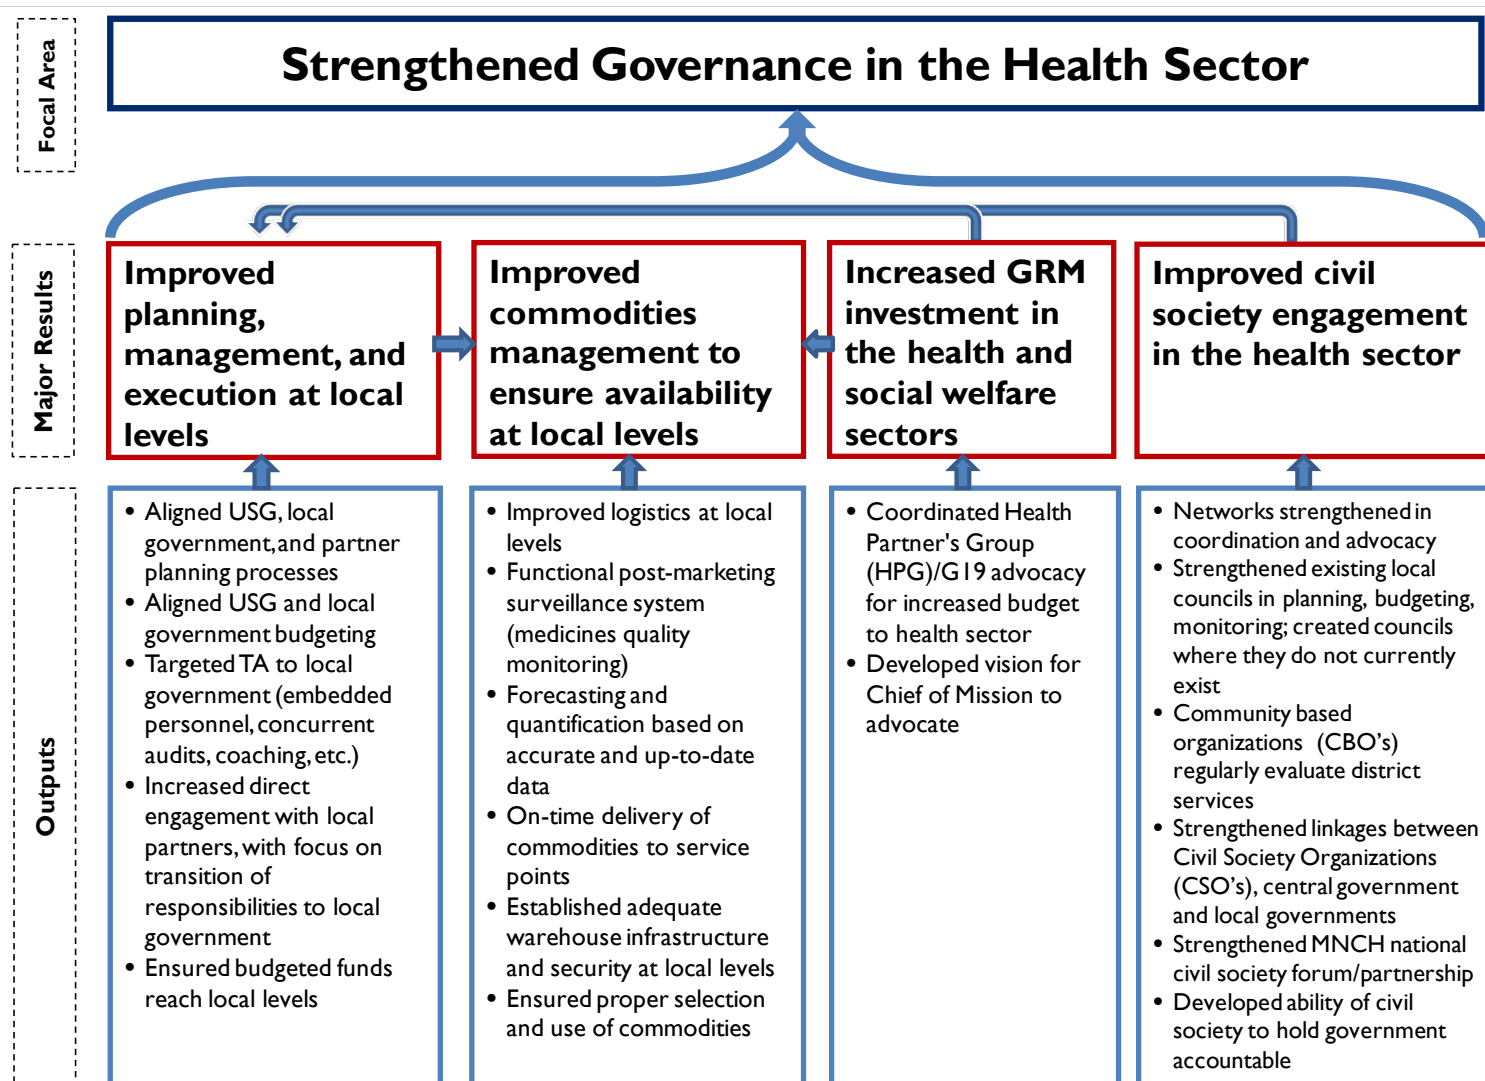 Focal Area
Strengthened Governance in the Health Sector
Major Results
Improved
planning,
management, and
execution at local
levels
Improved
commodities
management to
ensure availability
at local levels
Increased GRM
investment in
the health and
social welfare
sectors
Improved civil
society engagement
in the health sector
Outputs
• Aligned USG, local
government, and partner
planning processes
• Aligned USG and local
government budgeting
• Targeted TA to local
government (embedded
personnel, concurrent
audits, coaching, etc.)
• Increased direct
engagement with local
partners, with focus on
transition of
responsibilities to local
government
• Ensured budgeted funds
reach local levels
• Improved logistics at local
levels
• Functional post-marketing
surveillance system
(medicines quality
monitoring)
• Forecasting and
quantification based on
accurate and up-to-date
data
• On-time delivery of
commodities to service
points
• Established adequate
warehouse infrastructure
and security at local levels
• Ensured proper selection
and use of commodities
• Coordinated Health
Partner's Group
(HPG)/G19 advocacy
for increased budget
to health sector
• Developed vision for
Chief of Mission to
advocate
• Networks strengthened in
coordination and advocacy
• Strengthened existing local
councils in planning, budgeting,
monitoring; created councils
where they do not currently
exist
• Community based
organizations (CBO’s)
regularly evaluate district
services
• Strengthened linkages between
Civil Society Organizations
(CSO’s), central government
and local governments
• Strengthened MNCH national
civil society forum/partnership
• Developed ability of civil
society to hold government
accountable